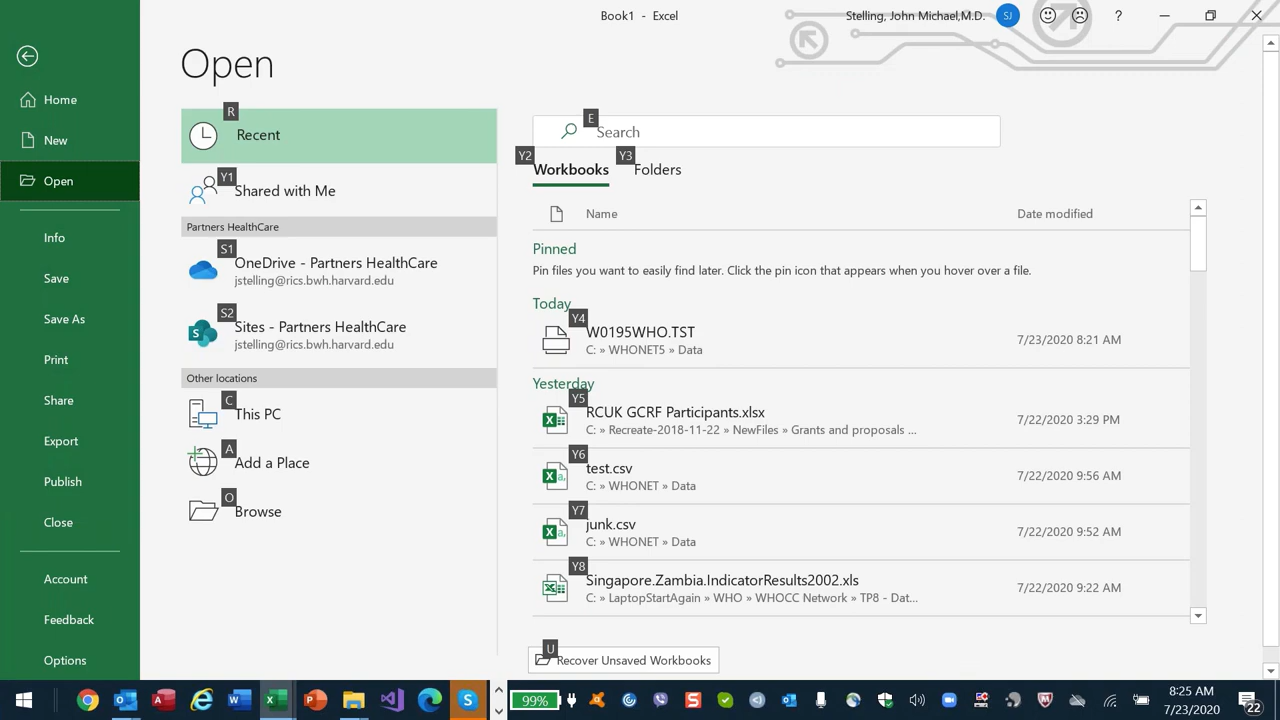 Book1 - Excel
Stelling, John Michael,M.D.
SJ
?
Open
Home
New
Open
Info
Save
Save As
Print
Share
Export
Publish
Close
Account
Feedback
Options
R
Recent
Y1
Shared with Me
Partners HealthCare
S1
OneDrive - Partners HealthCare
jstelling@rics.bwh.harvard.edu
S2
Sites - Partners HealthCare
jstelling@rics.bwh.harvard.edu
Other locations
C
This PC
A
Add a Place
O
Browse
E
Search
Y2 Y3
Workbooks Folders
Name Date modified
Pinned
Pin files you want to easily find later. Click the pin icon that appears when you hover over a file.
Today
Y4
W0195WHO.TST 7/23/2020 8:21 AM
C: » WHONET5 » Data
Yesterday
Y5
RCUK GCRF Participants.xlsx 7/22/2020 3:29 PM
C: » Recreate-2018-11-22 » NewFiles » Grants and proposals ...
Y6
test.csv 7/22/2020 9:56 AM
C: » WHONET » Data
Y7
junk.csv 7/22/2020 9:52 AM
C: » WHONET » Data
Y8
Singapore.Zambia.IndicatorResults2002.xls 7/22/2020 9:22 AM
C: » LaptopStartAgain » WHO » WHOCC Network » TP8 - Dat...
U
Recover Unsaved Workbooks
99%
8:25 AM
7/23/2020
22